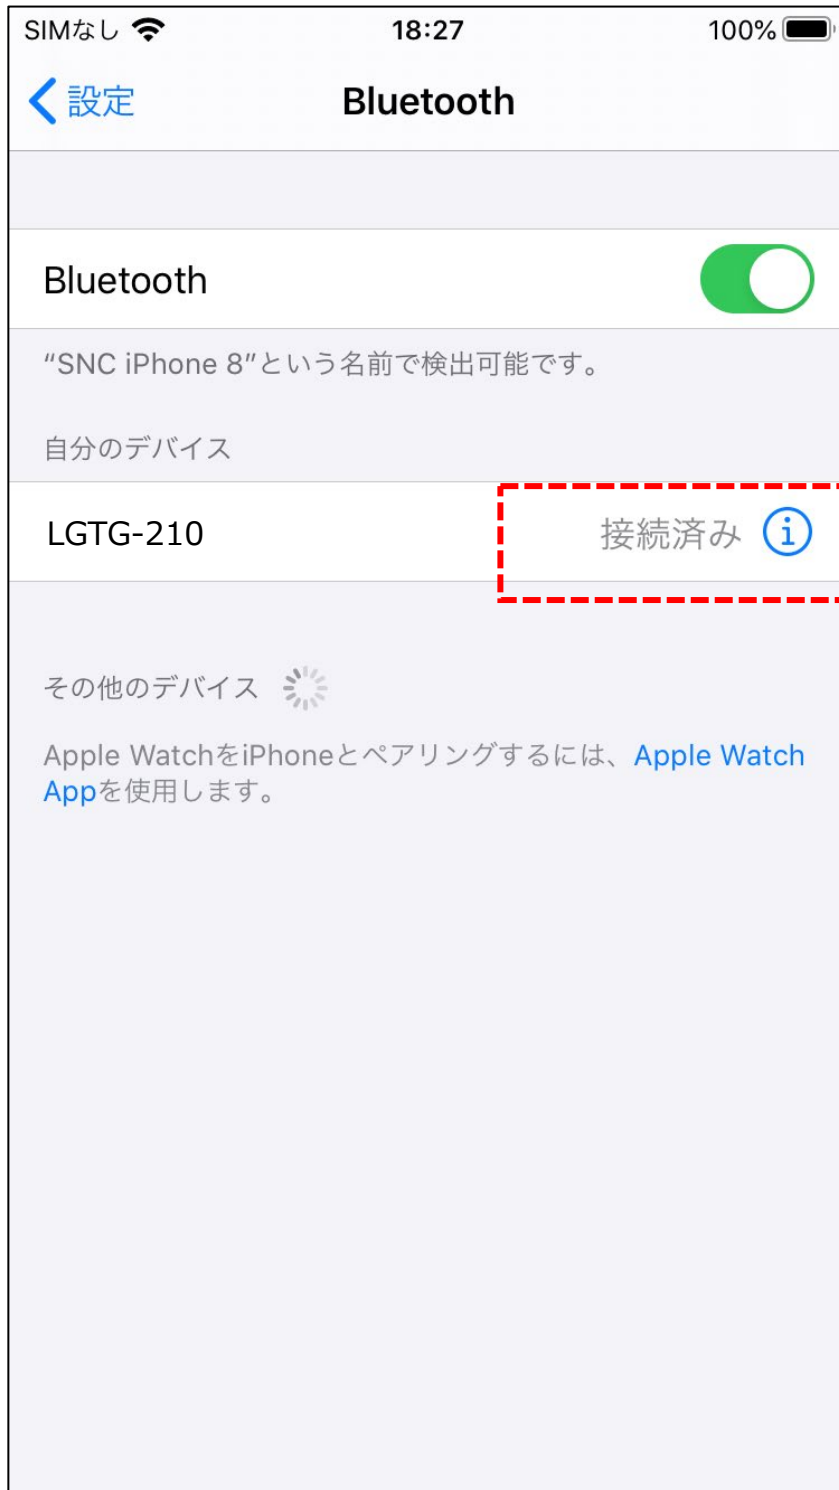 SIMなし 18:27 100%
設定 Bluetooth
Bluetooth
“SNC iPhone 8”という名前で検出可能です。
自分のデバイス
LGTG-210 接続済み i
その他のデバイス
Apple WatchをiPhoneとペアリングするには、Apple Watch
Appを使用します。